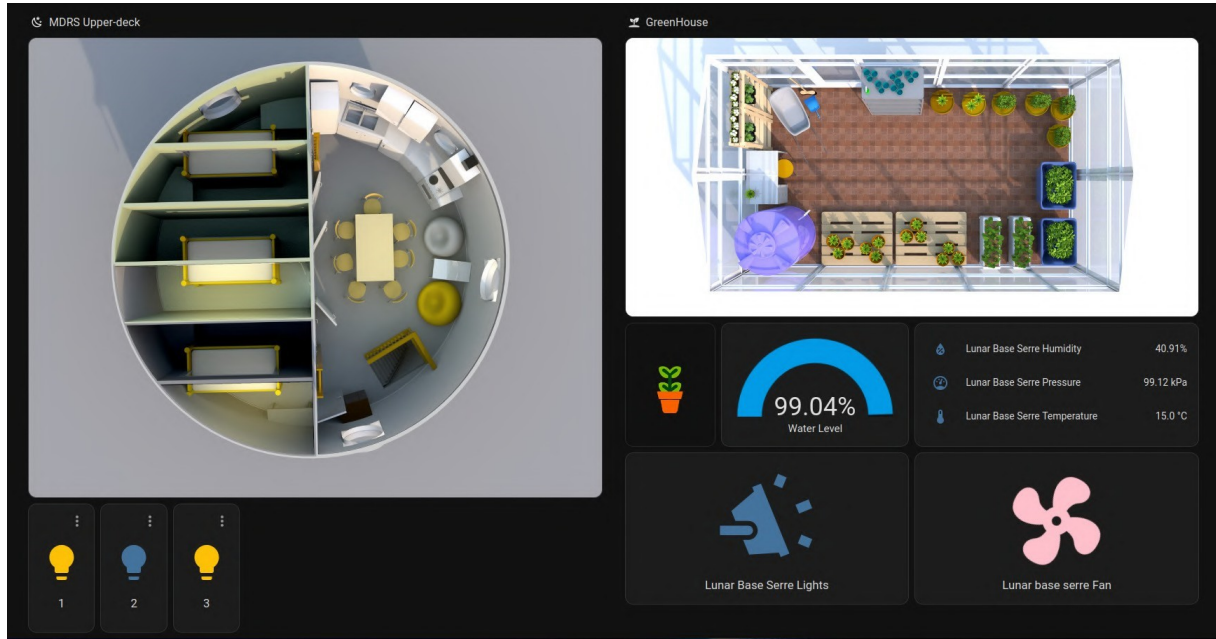 MDRS Upper-deck
1
2
3
GreenHouse
99.04%
Water Level
Lunar Base Serre Humidity 40.91%
Lunar Base Serre Pressure 99.12 kPa
Lunar Base Serre Temperature 15.0 °C
Lunar Base Serre Lights
Lunar base serre Fan